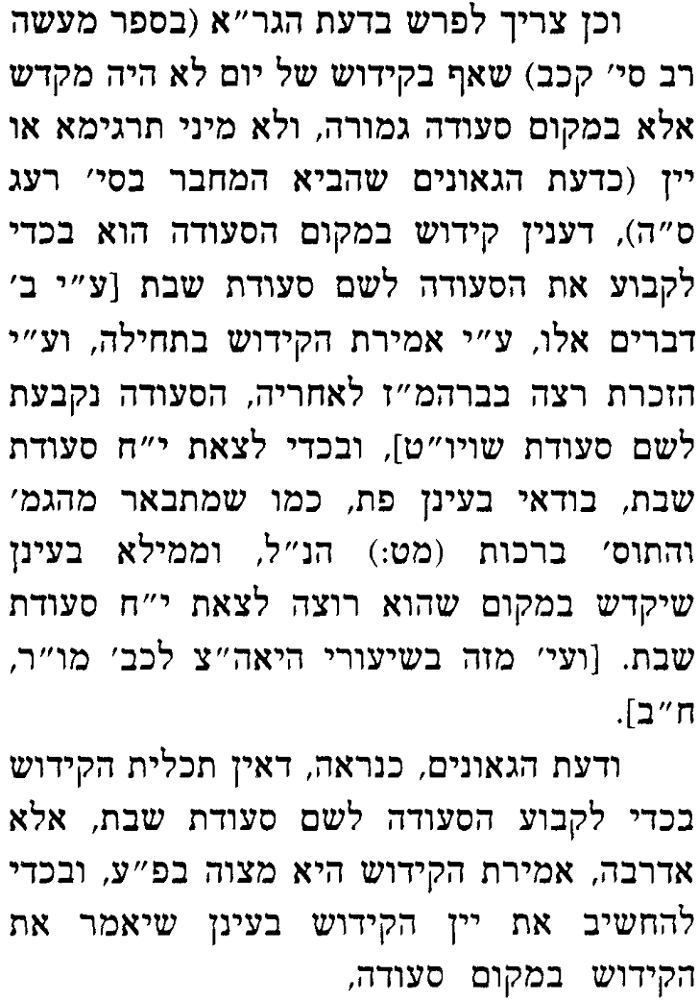 וכן צריך לפרש בדעת הגר״א (בספר מעשה
רב סי׳ קכב) שאף בקידוש של יום לא היה מקדש
אלא במקום סעודה גמורה, ולא מיני תרגימא או
יין (כדעת הגאונים שהביא המחבר בסי׳ רעג
ס״ה), דענין קידוש במקום הסעודה הוא בכדי
לקבוע את הסעודה לשם סעודת שבת [ע״י ב׳
דברים אלו, ע״י אמירת הקידוש בתחילה, וע״י
הזכרת רצה בברהמ״ז לאחריה, הסעודה נקבעת
לשם סעודת שויו״ט], ובכדי לצאת י״ח סעודת
שבת, בודאי בעינן פת, כמו שמתבאר מהגמ׳
והתוס׳ ברכות (מט:) הנ״ל, וממילא בעינן
שיקדש במקום שהוא רוצה לצאת י״ח סעודת
שבת. [ועי׳ מזה בשיעורי היאה״צ לכב׳ מו״ר,
ח״ב].
ודעת הגאונים, כנראה, דאין תכלית הקידוש
בכדי לקבוע הסעודה לשם סעודת שבת, אלא
אדרבה, אמירת הקידוש היא מצוה בפ״ע, ובכדי
להחשיב את יין הקידוש בעינן שיאמר את
הקידוש במקום סעודה,